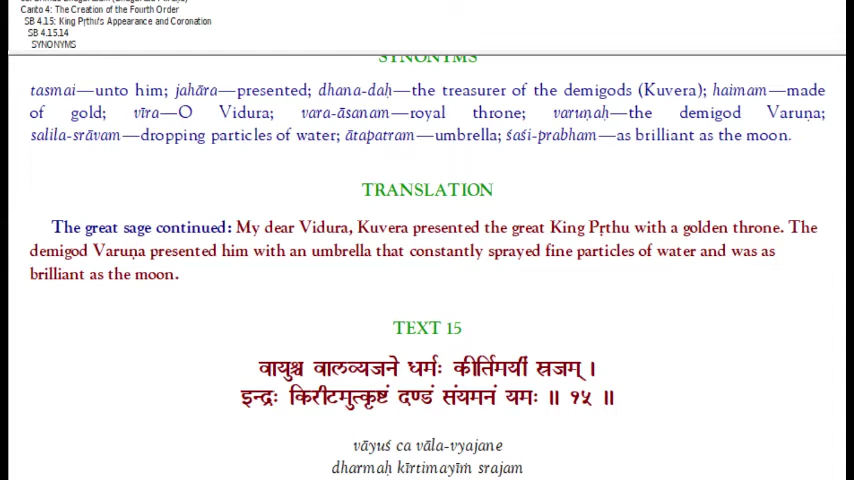 Canto 4: The Creation of the Fourth Order
SB 4.15: King Pṛthu's Appearance and Coronation
SB 4.15.14
SYNONYMS
SYNONYMS
tasmai—unto him; jahāra—presented; dhana-daḥ—the treasurer of the demigods (Kuvera); haimam—made
of gold; vīra—O Vidura; vara-āsanam—royal throne; varuṇaḥ—the demigod Varuṇa;
salila-srāvam—dropping particles of water; ātapatram—umbrella; śaśi-prabham—as brilliant as the moon.
TRANSLATION
The great sage continued: My dear Vidura, Kuvera presented the great King Pṛthu with a golden throne. The
demigod Varuṇa presented him with an umbrella that constantly sprayed fine particles of water and was as
brilliant as the moon.
TEXT 15
वायुश्च वालव्यजने धर्मः कीर्तिमयीं स्रजम् ।
इन्द्रः किरीटमुत्कृष्टं दण्डं संयमनं यमः ॥ १५ ॥
vāyuś ca vāla-vyajane
dharmaḥ kīrtimayīṁ srajam